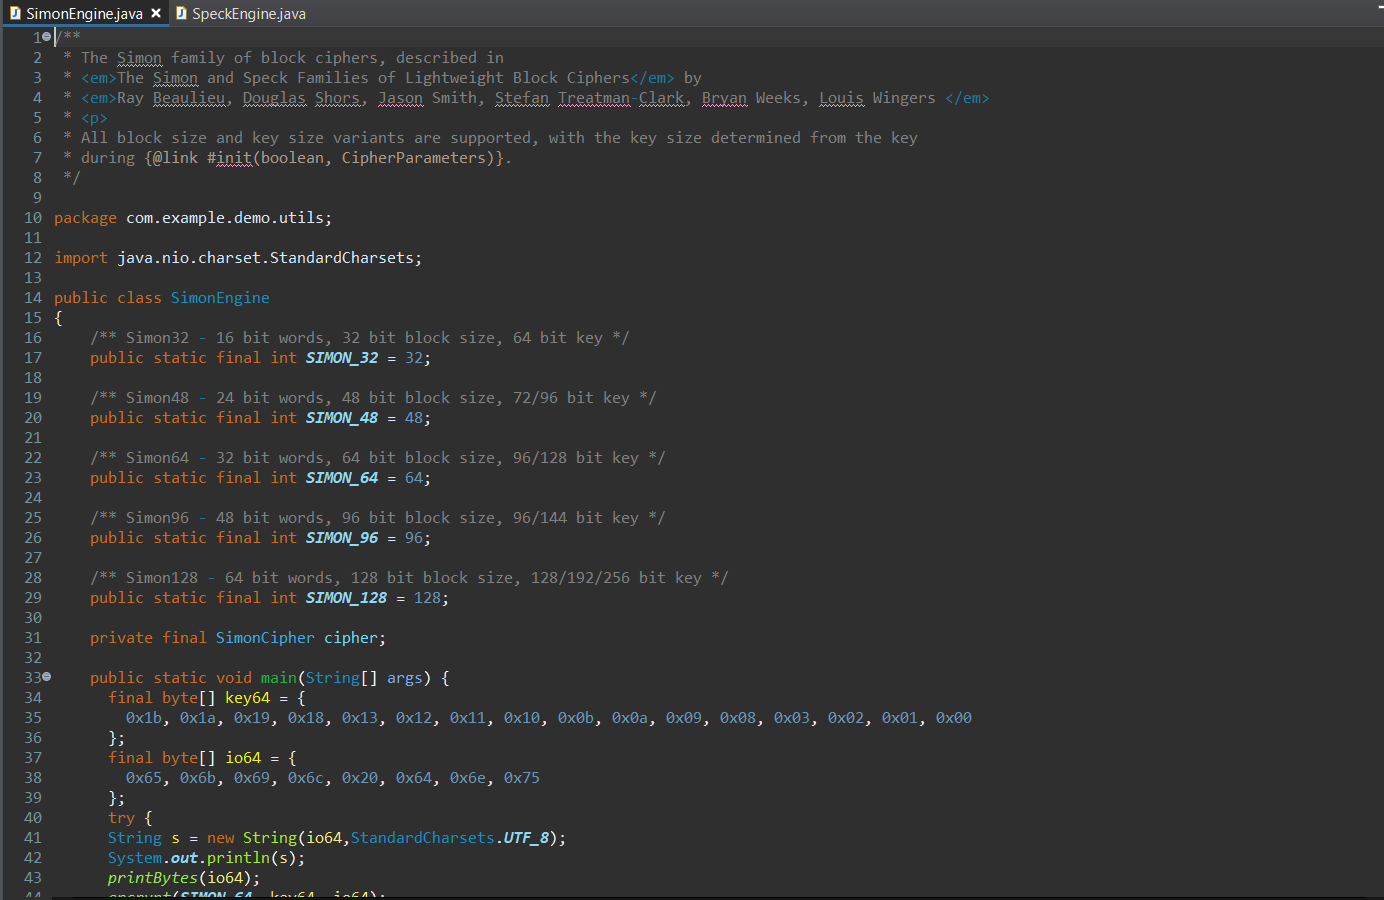 SimonEngine.java × SpeckEngine.java
1 /**
2 * The Simon family of block ciphers, described in
3 * <em>The Simon and Speck Families of Lightweight Block Ciphers</em> by
4 * <em>Ray Beaulieu, Douglas Shors, Jason Smith, Stefan Treatman-Clark, Bryan Weeks, Louis Wingers </em>
5 * <p>
6 * All block size and key size variants are supported, with the key size determined from the key
7 * during {@link #init(boolean, CipherParameters)}.
8 */
9
10 package com.example.demo.utils;
11
12 import java.nio.charset.StandardCharsets;
13
14 public class SimonEngine
15 {
16 /** Simon32 - 16 bit words, 32 bit block size, 64 bit key */
17 public static final int SIMON_32 = 32;
18
19 /** Simon48 - 24 bit words, 48 bit block size, 72/96 bit key */
20 public static final int SIMON_48 = 48;
21
22 /** Simon64 - 32 bit words, 64 bit block size, 96/128 bit key */
23 public static final int SIMON_64 = 64;
24
25 /** Simon96 - 48 bit words, 96 bit block size, 96/144 bit key */
26 public static final int SIMON_96 = 96;
27
28 /** Simon128 - 64 bit words, 128 bit block size, 128/192/256 bit key */
29 public static final int SIMON_128 = 128;
30
31 private final SimonCipher cipher;
32
33 public static void main(String[] args) {
34 final byte[] key64 = {
35 0x1b, 0x1a, 0x19, 0x18, 0x13, 0x12, 0x11, 0x10, 0x0b, 0x0a, 0x09, 0x08, 0x03, 0x02, 0x01, 0x00
36 };
37 final byte[] io64 = {
38 0x65, 0x6b, 0x69, 0x6c, 0x20, 0x64, 0x6e, 0x75
39 };
40 try {
41 String s = new String(io64,StandardCharsets.UTF_8);
42 System.out.println(s);
43 printBytes(io64);
44 encrypt(SIMON_64, key64, io64);